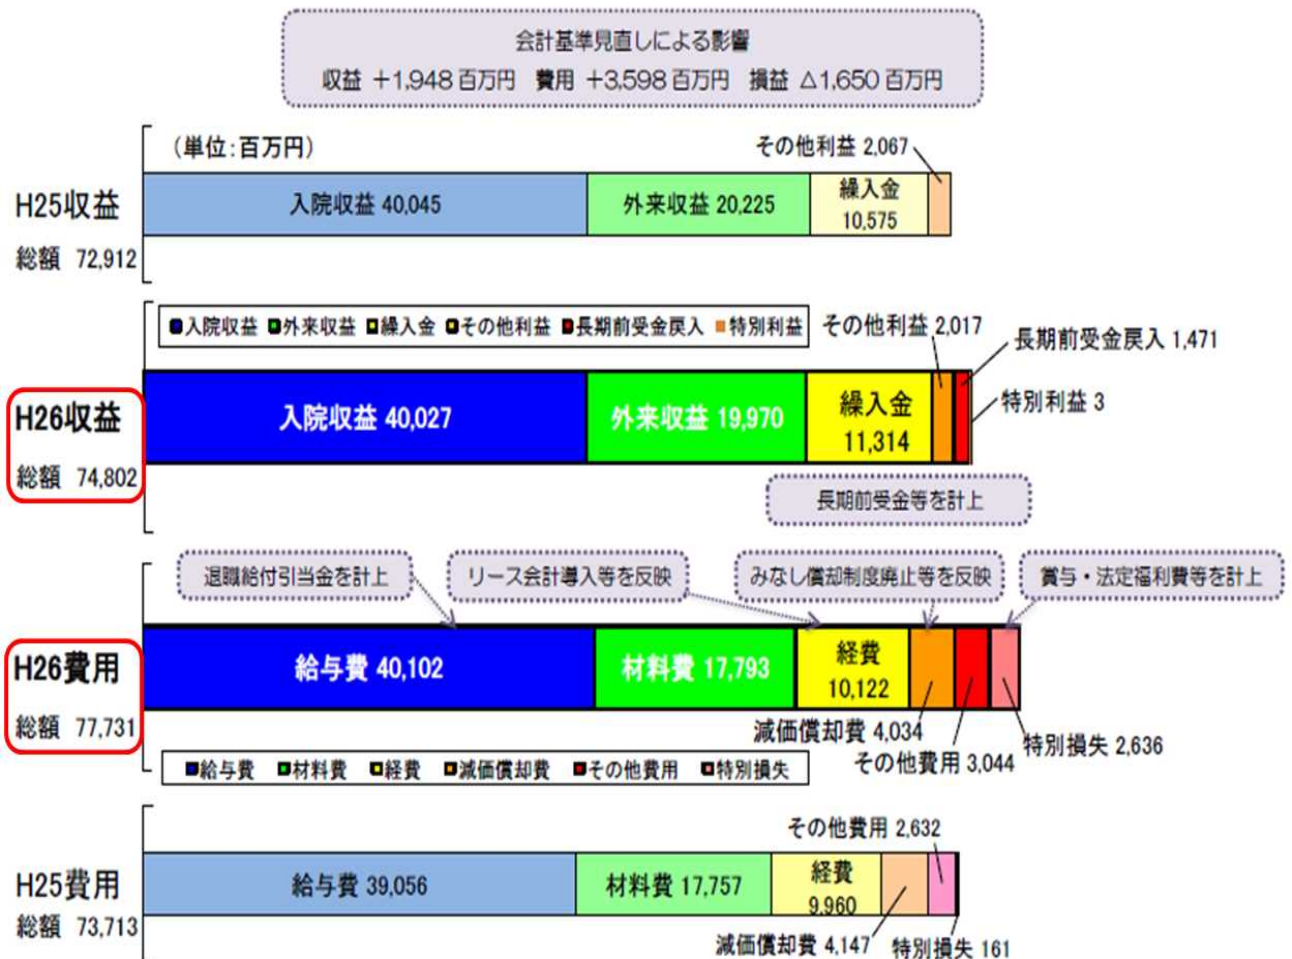 会計基準見直しによる影響
収益 +1,948百万円 費用 +3,598百万円 損益 △1,650百万円
（単位：百万円）
その他利益 2,067
H25収益
総額 72,912
入院収益 40,045
外来収益 20,225
繰入金
10,575
■入院収益 ■外来収益 ■繰入金 ■その他利益 ■長期前受金戻入 ■特別利益
その他利益 2,017
長期前受金戻入 1,471
特別利益 3
H26収益
総額 74,802
入院収益 40,027
外来収益 19,970
繰入金
11,314
長期前受金等を計上
退職給付引当金を計上
リース会計導入等を反映
みなし償却制度廃止等を反映
賞与・法定福利費等を計上
H26費用
総額 77,731
給与費 40,102
材料費 17,793
経費
10,122
減価償却費 4,034
その他費用 3,044
特別損失 2,636
■給与費 ■材料費 ■経費 ■減価償却費 ■その他費用 ■特別損失
その他費用 2,632
H25費用
総額 73,713
給与費 39,056
材料費 17,757
経費
9,960
減価償却費 4,147
特別損失 161